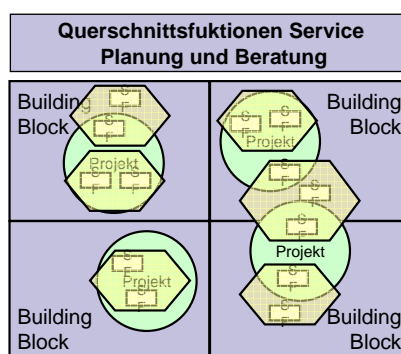 Querschnittsfuktionen Service
Planung und Beratung
Building
Block
S
F
S
F
Projekt
S
F
S
F
Building
Block
S
F
S
F
Projekt
S
F
S
F
S
F
Projekt
S
F
S
F
Building
Block
S
F
Projekt
S
F
Building
Block